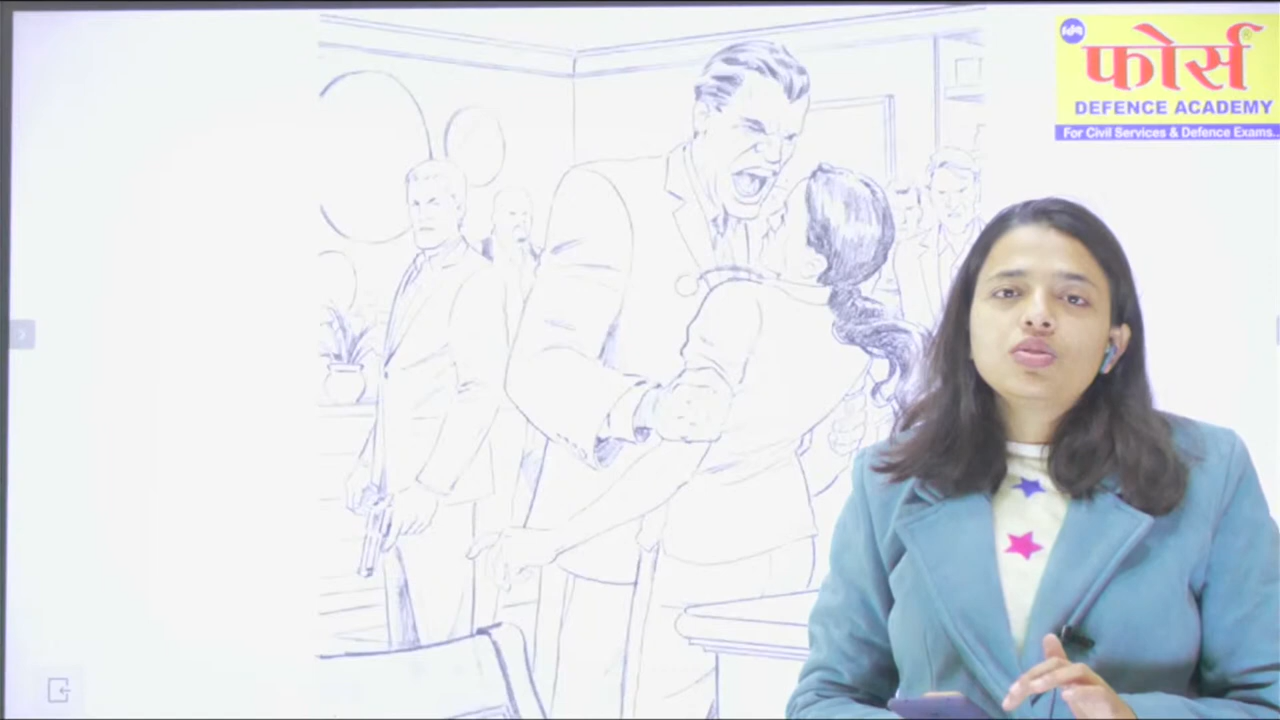 फोर्स
DEFENCE ACADEMY
For Civil Services & Defence Exams..